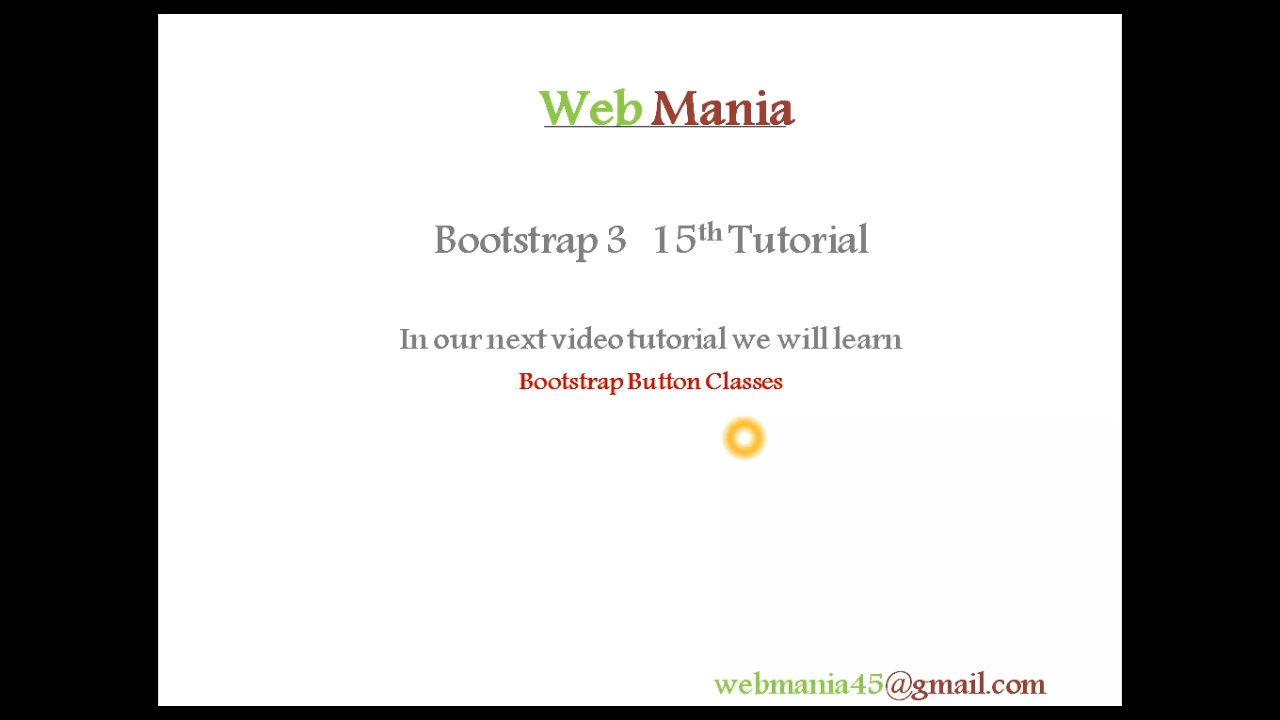 Web Mania
Bootstrap 3 15th Tutorial
In our next video tutorial we will learn
Bootstrap Button Classes
webmania45@gmail.com